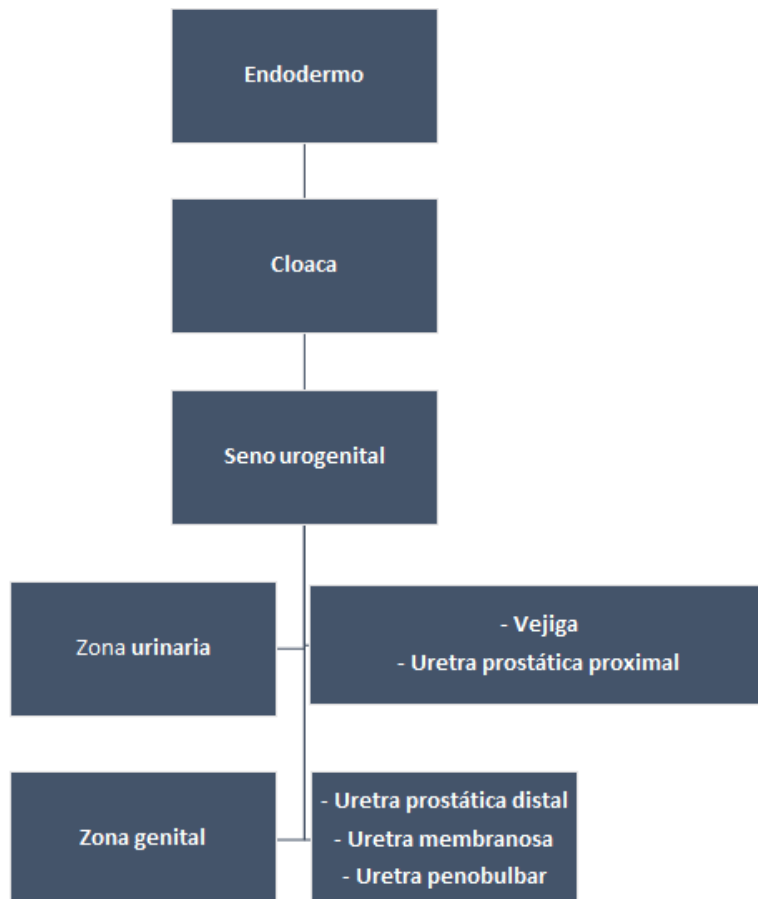 Endodermo
Cloaca
Seno urogenital
Zona urinaria
- Vejiga
- Uretra prostática proximal
Zona genital
- Uretra prostática distal
- Uretra membranosa
- Uretra penobulbar